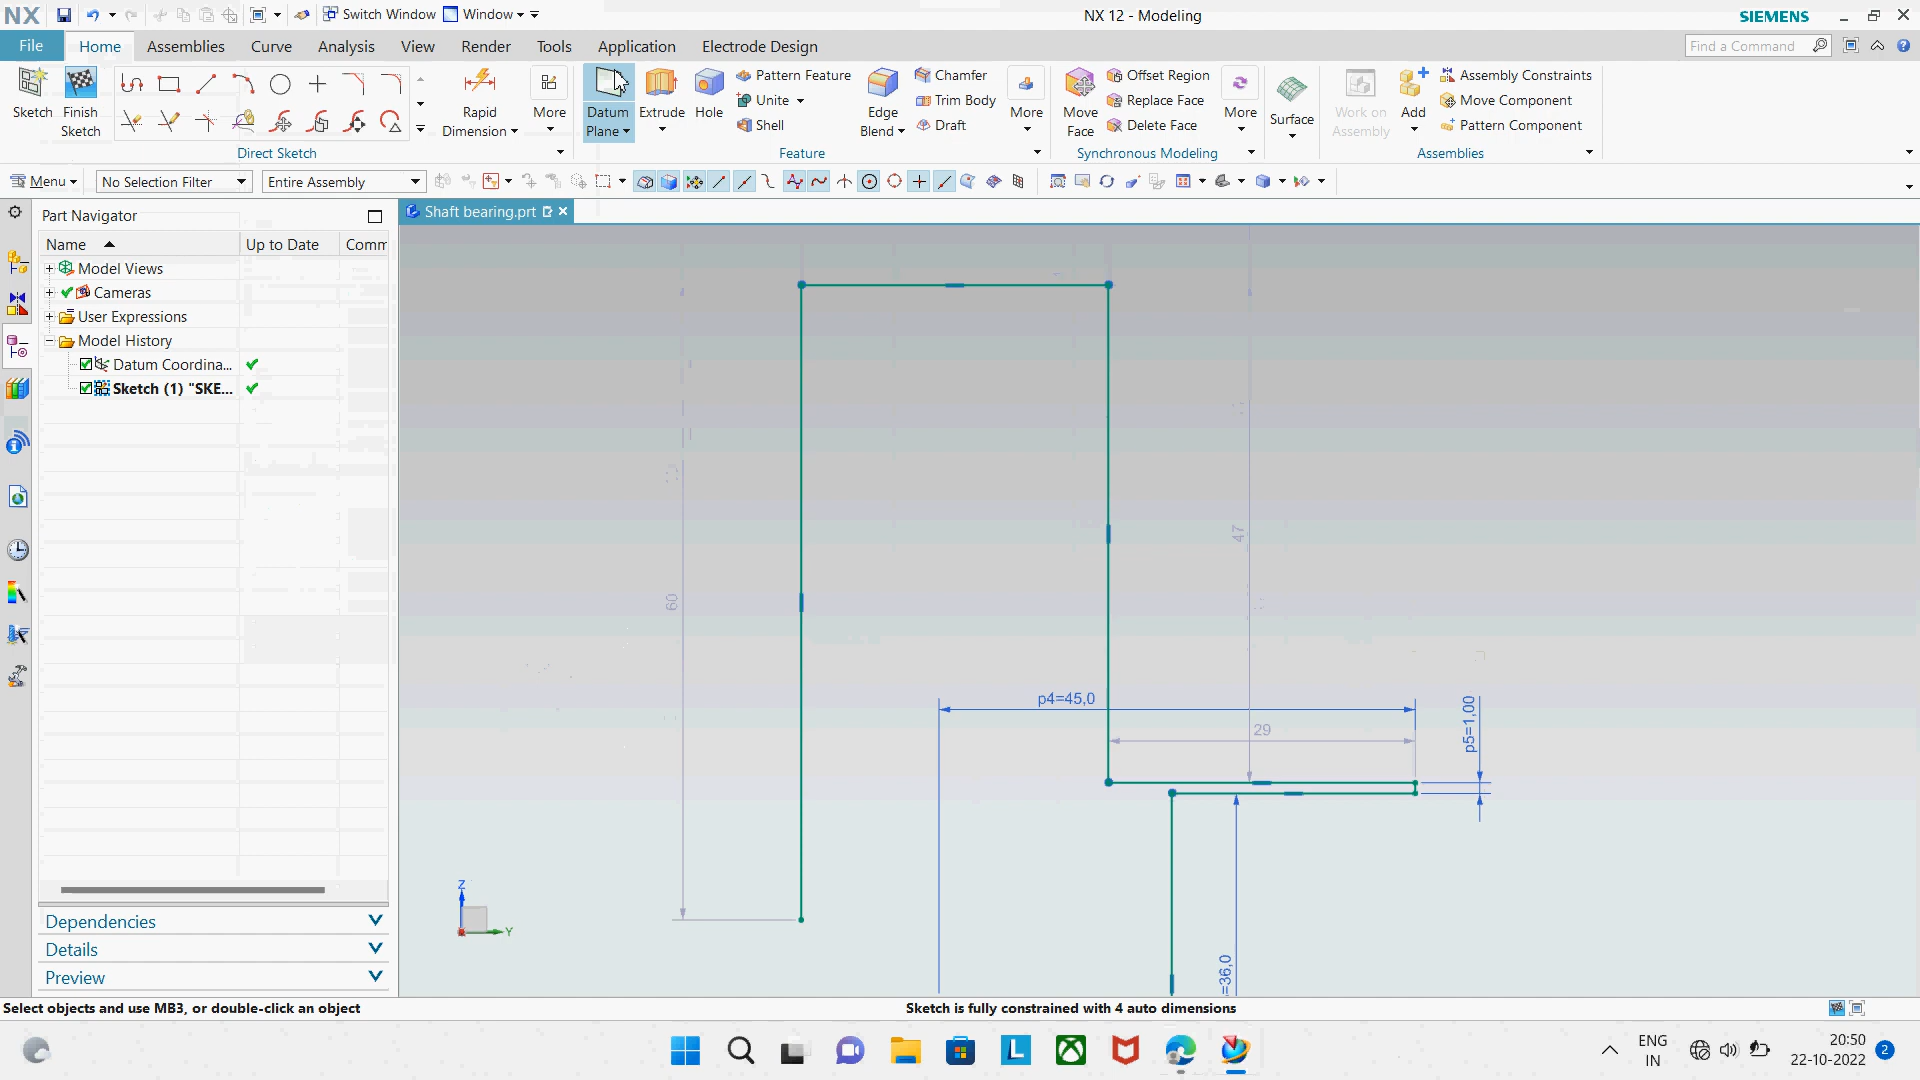 NX Switch Window Window NX 12 - Modeling SIEMENS
File Home Assemblies Curve Analysis View Render Tools Application Electrode Design Find a Command
Sketch Finish Sketch Rapid Dimension More Datum Plane Extrude Hole Pattern Feature Unite Shell Edge Blend Chamfer Trim Body Draft More Move Face Offset Region Replace Face Delete Face More Surface Work on Assembly Add Assembly Constraints Move Component Pattern Component
Direct Sketch Feature Synchronous Modeling Assemblies
Menu No Selection Filter Entire Assembly
Part Navigator Shaft bearing.prt
Name Up to Date Comm
Model Views
Cameras
User Expressions
Model History
Datum Coordina...
Sketch (1) "SKE...
47
60
p4=45,0
p5=1,00
29
=36,0
Z
Y
Dependencies
Details
Preview
Select objects and use MB3, or double-click an object Sketch is fully constrained with 4 auto dimensions
ENG
IN
20:50
22-10-2022
2